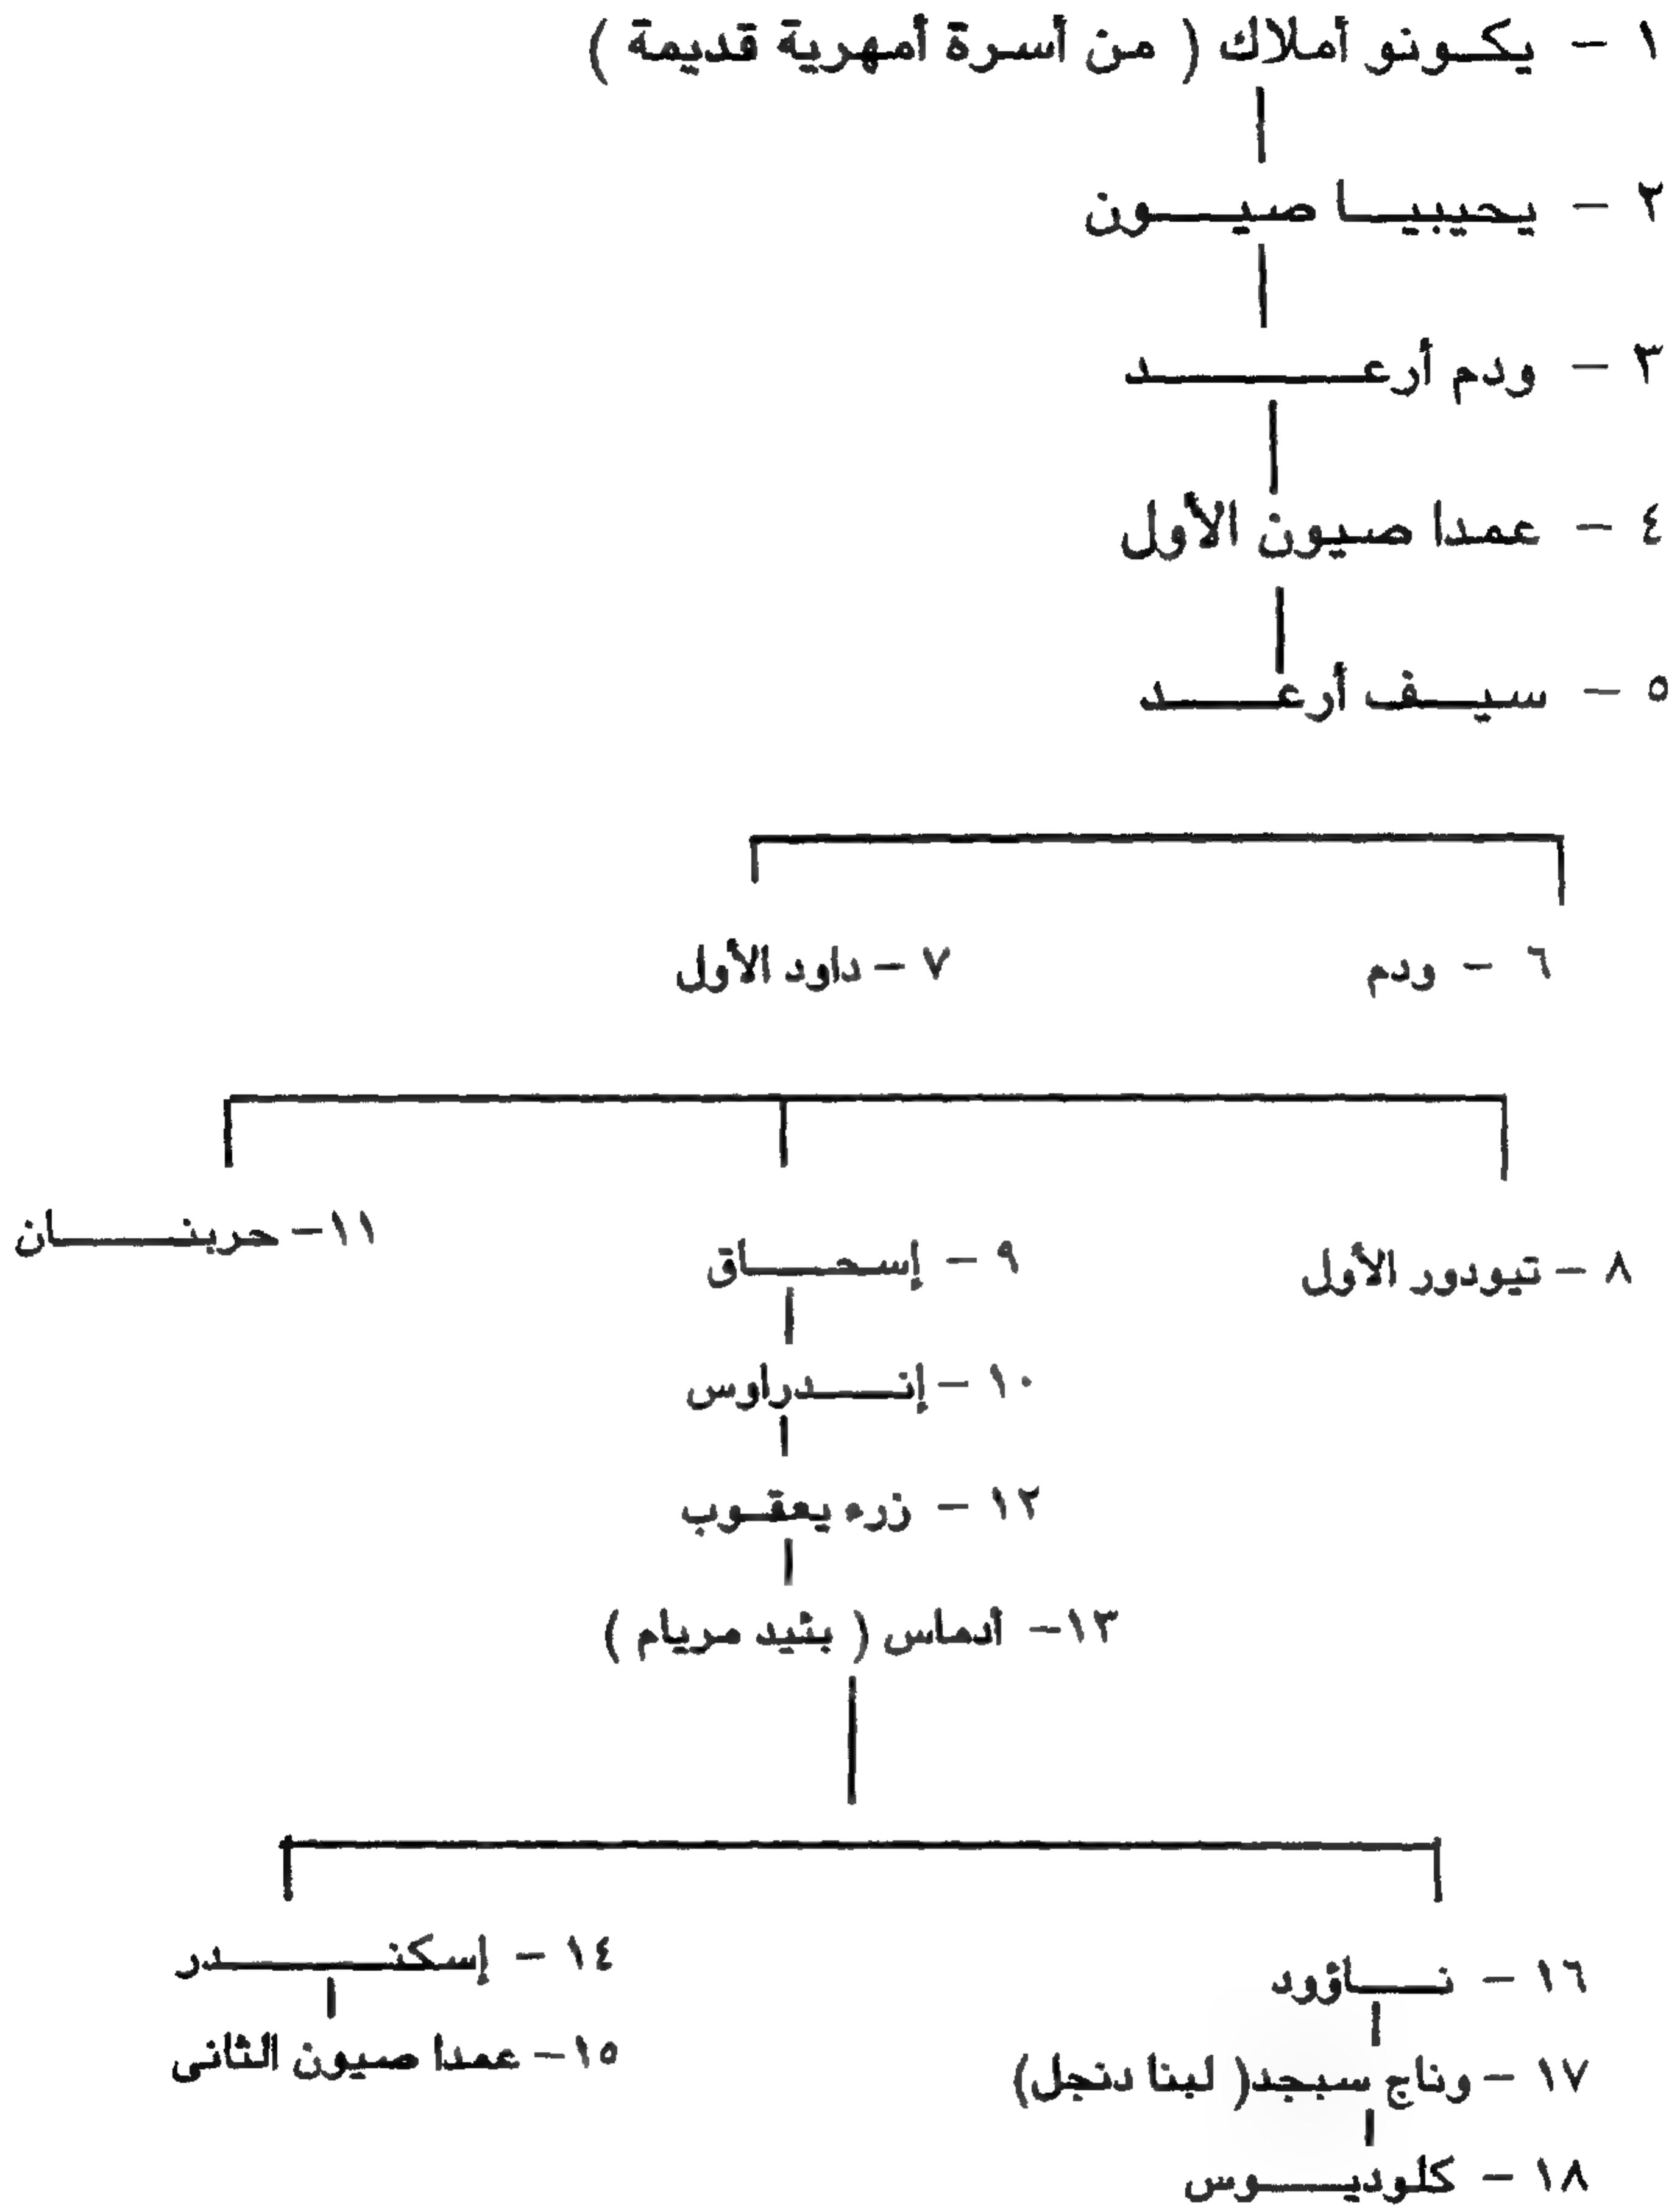 ١ - يكونو أملاك ( من أسرة أمهرية قديمة )
٢ - يحيبيا صيون
٣ - ودم أرعد
٤ - عمدا صيون الأول
٥ - سيف أرعد
٦ - ودم
٧ - داود الأول
٨ - تيودور الأول
٩ - إسحاق
١١- حرينان
١٠ - إندراوس
١٢ - زرء يعقوب
١٣- أدماس ( بئيد مريام )
١٤ - إسكندر
١٦ - ناؤود
١٥- عمدا صيون الثانى
١٧ - وناج سبجد ( لبنا دنجل)
١٨ - كلوديوس